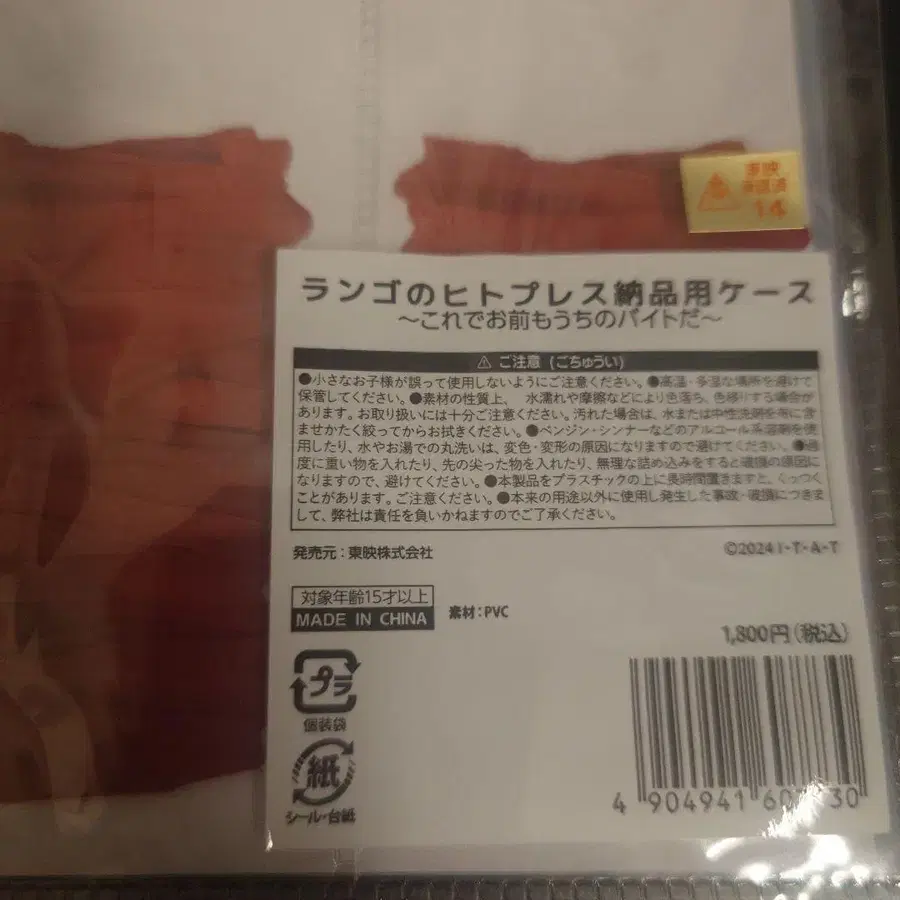 東映
承認済
14
ランゴのヒトプレス納品用ケース
～これでお前もうちのバイトだ～
⚠ ご注意 (ごちゅうい)
●小さなお子様が誤って使用しないようにご注意ください。●高温・多湿な場所を避けて
保管してください。●素材の性質上、 水濡れや摩擦などにより色落ち、色移りする場合が
あります。お取り扱いには十分ご注意ください。汚れた場合は、水または中性洗剤を布に含
ませかたく絞ってからお拭きください。●ベンジン・シンナーなどのアルコール系溶剤を使
用したり、水やお湯での丸洗いは、変色・変形の原因になりますので避けてください。●過
度に重い物を入れたり、先の尖った物を入れたり、無理な詰め込みをすると破損の原因に
なりますので、避けてください。●本製品をプラスチックの上に長時間置きますと、くっつく
ことがあります。ご注意ください。●本来の用途以外に使用し発生した事故・破損につきま
して、弊社は責任を負いかねますのでご了承ください。
発売元：東映株式会社
©2024 I・T・A・T
対象年齢15才以上
MADE IN CHINA
素材：PVC
1,800円（税込）
プラ
個装袋
紙
シール・台紙
4 904941